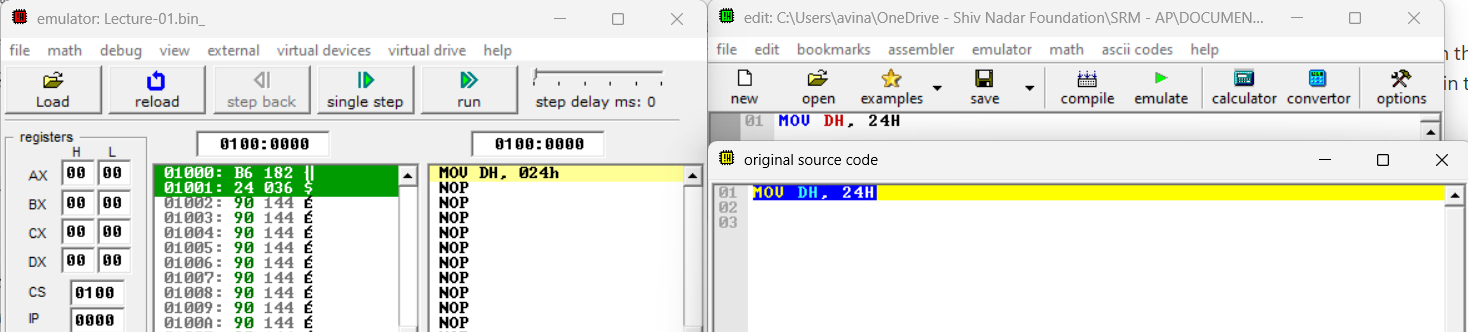 emulator: Lecture-01.bin_
file math debug view external virtual devices virtual drive help
Load reload step back single step run step delay ms: 0
registers
H L
AX 00 00
BX 00 00
CX 00 00
DX 00 00
CS 0100
IP 0000
0100:0000
01000: B6 182 ╢
01001: 24 036 $
01002: 90 144 É
01003: 90 144 É
01004: 90 144 É
01005: 90 144 É
01006: 90 144 É
01007: 90 144 É
01008: 90 144 É
01009: 90 144 É
0100A: 90 144 É
0100:0000
MOV DH, 024h
NOP
NOP
NOP
NOP
NOP
NOP
NOP
NOP
NOP
NOP
edit: C:\Users\avina\OneDrive - Shiv Nadar Foundation\SRM - AP\DOCUMEN...
file edit bookmarks assembler emulator math ascii codes help
new open examples save compile emulate calculator convertor options
01 MOV DH, 24H
original source code
01 MOV DH, 24H
02
03
in t